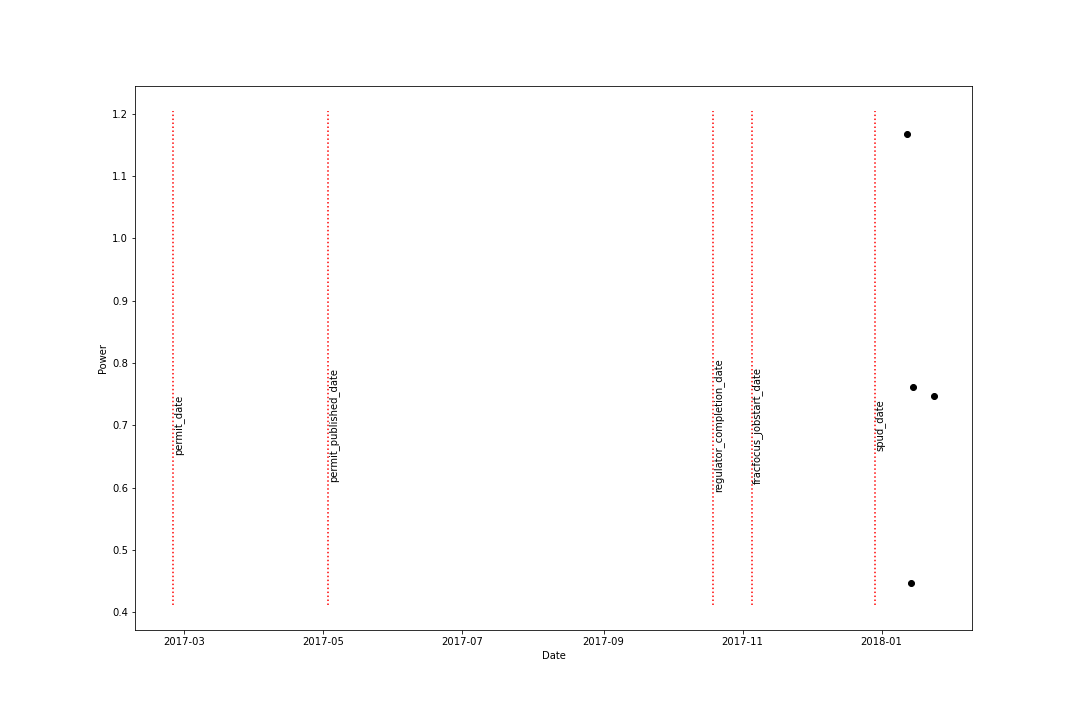 1.2
1.1
1.0
0.9
0.8
0.7
0.6
0.5
0.4
Power
permit_date
permit_published_date
regulator_completion_date
fracfocus_jobstart_date
spud_date
2017-03
2017-05
2017-07
2017-09
2017-11
2018-01
Date